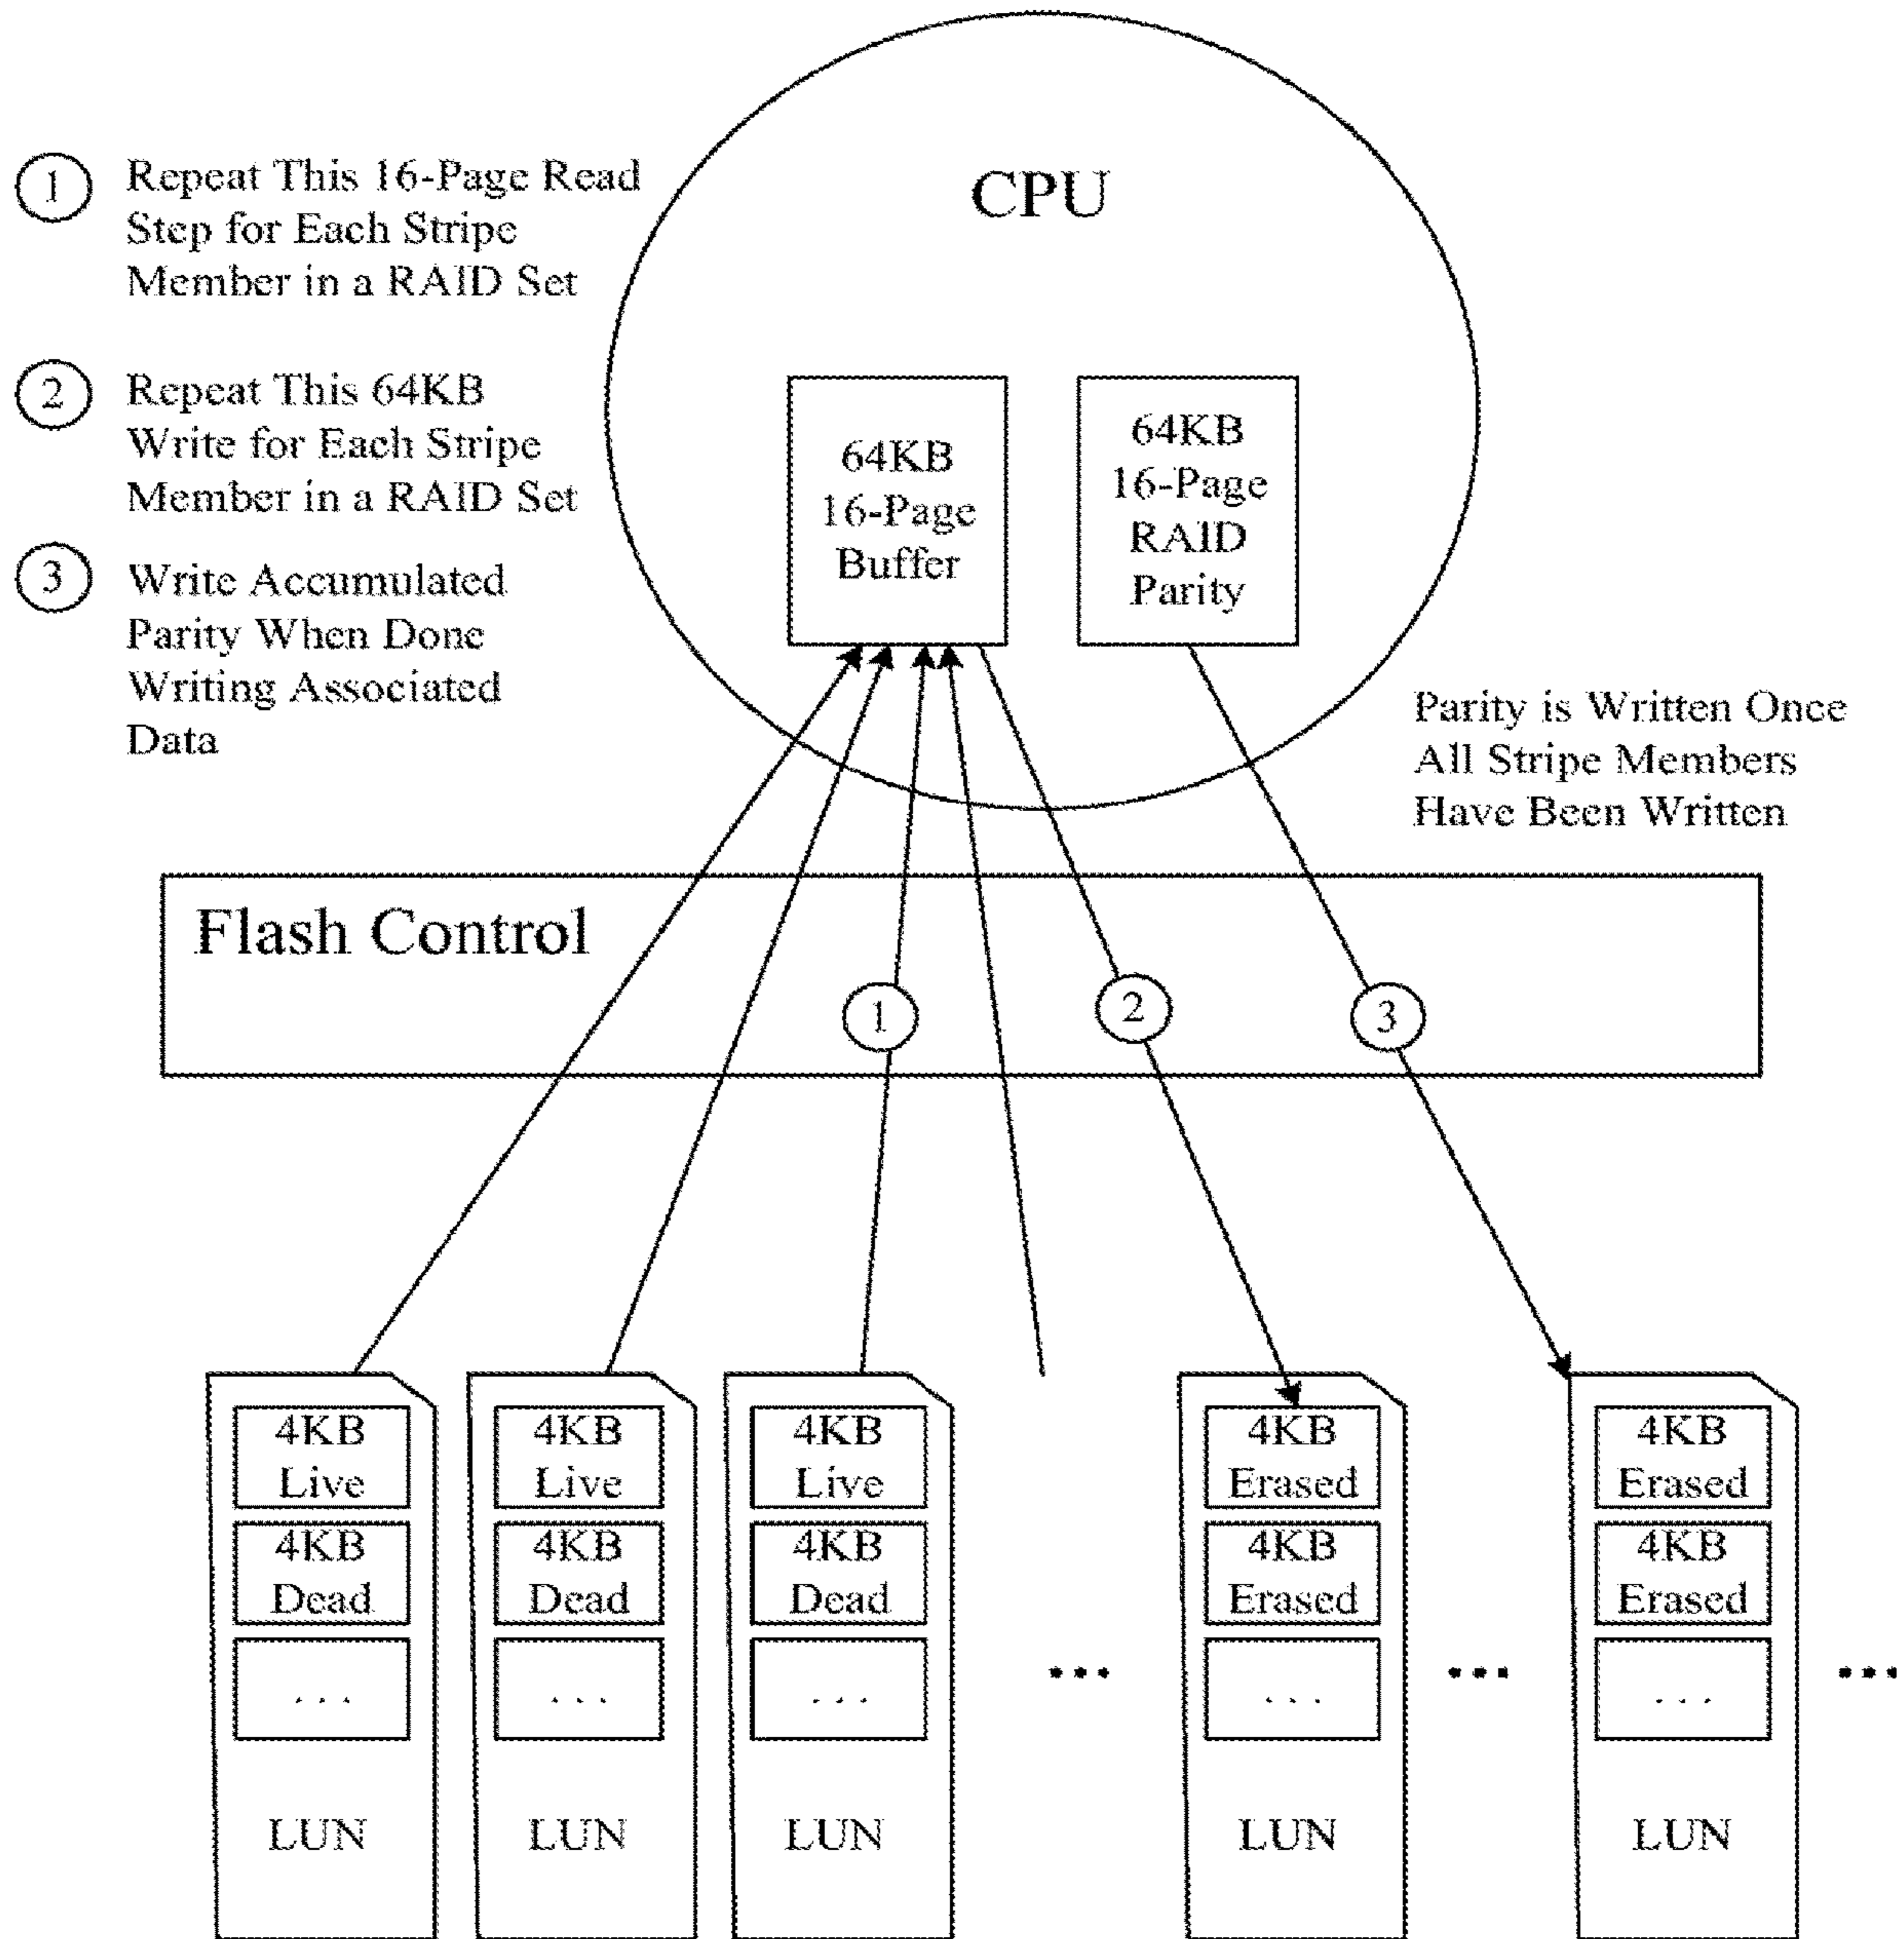 1 Repeat This 16-Page Read
Step for Each Stripe
Member in a RAID Set
2 Repeat This 64KB
Write for Each Stripe
Member in a RAID Set
3 Write Accumulated
Parity When Done
Writing Associated
Data
CPU
64KB
16-Page
Buffer
64KB
16-Page
RAID
Parity
Parity is Written Once
All Stripe Members
Have Been Written
Flash Control
1
2
3
4KB
Live
4KB
Dead
...
LUN
4KB
Live
4KB
Dead
...
LUN
4KB
Live
4KB
Dead
...
LUN
...
4KB
Erased
4KB
Erased
...
LUN
...
4KB
Erased
4KB
Erased
...
LUN
...